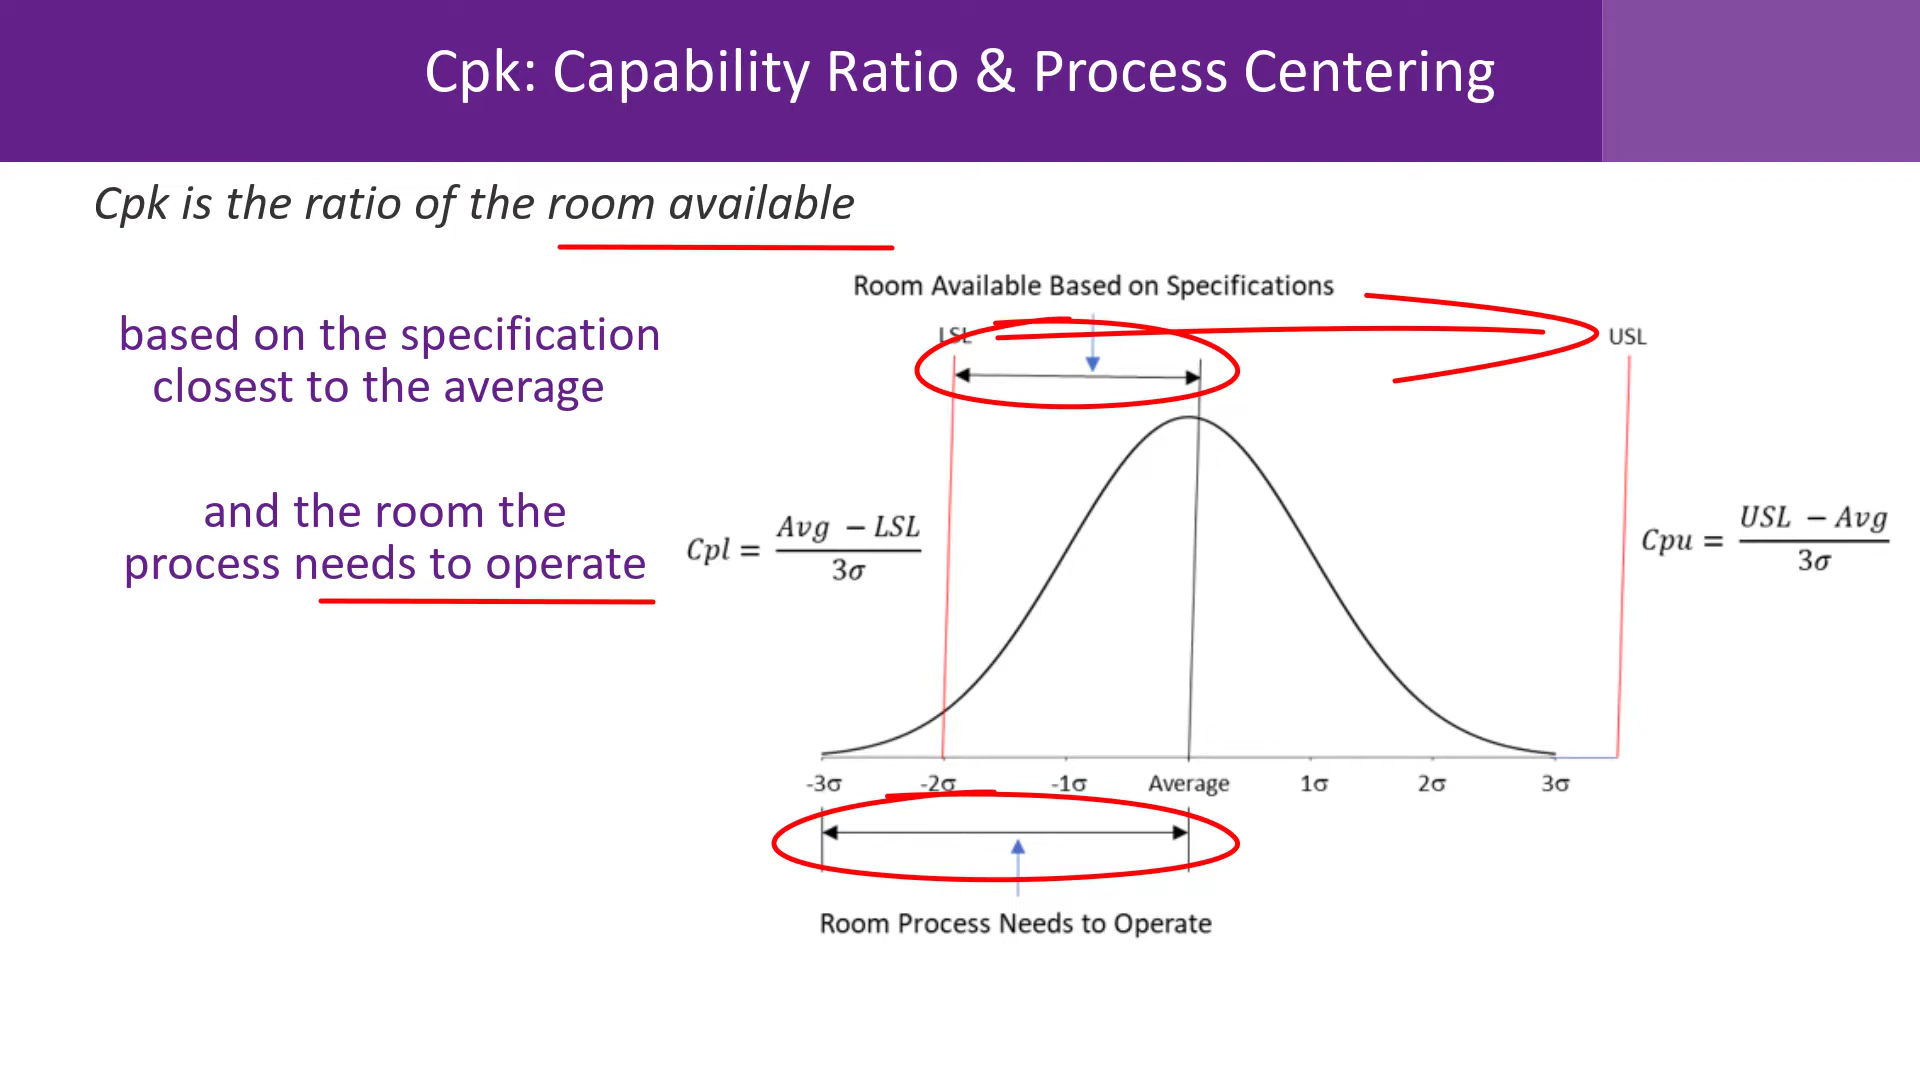 Cpk: Capability Ratio & Process Centering
Cpk is the ratio of the room available
based on the specification
closest to the average
and the room the
process needs to operate
Room Available Based on Specifications
LSL
USL
Cpl = Avg − LSL / 3σ
Cpu = USL − Avg / 3σ
-3σ -2σ -1σ Average 1σ 2σ 3σ
Room Process Needs to Operate